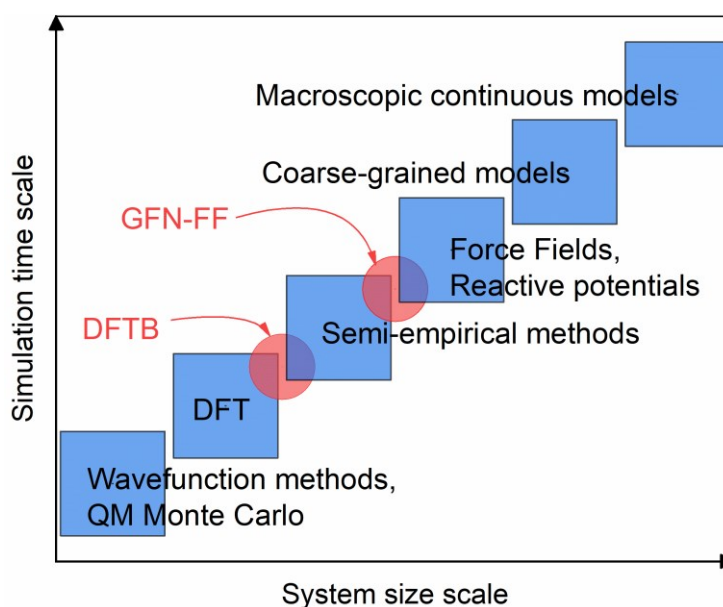 Macroscopic continuous models
Coarse-grained models
GFN-FF
Force Fields,
Reactive potentials
DFTB
Semi-empirical methods
DFT
Wavefunction methods,
QM Monte Carlo
Simulation time scale
System size scale